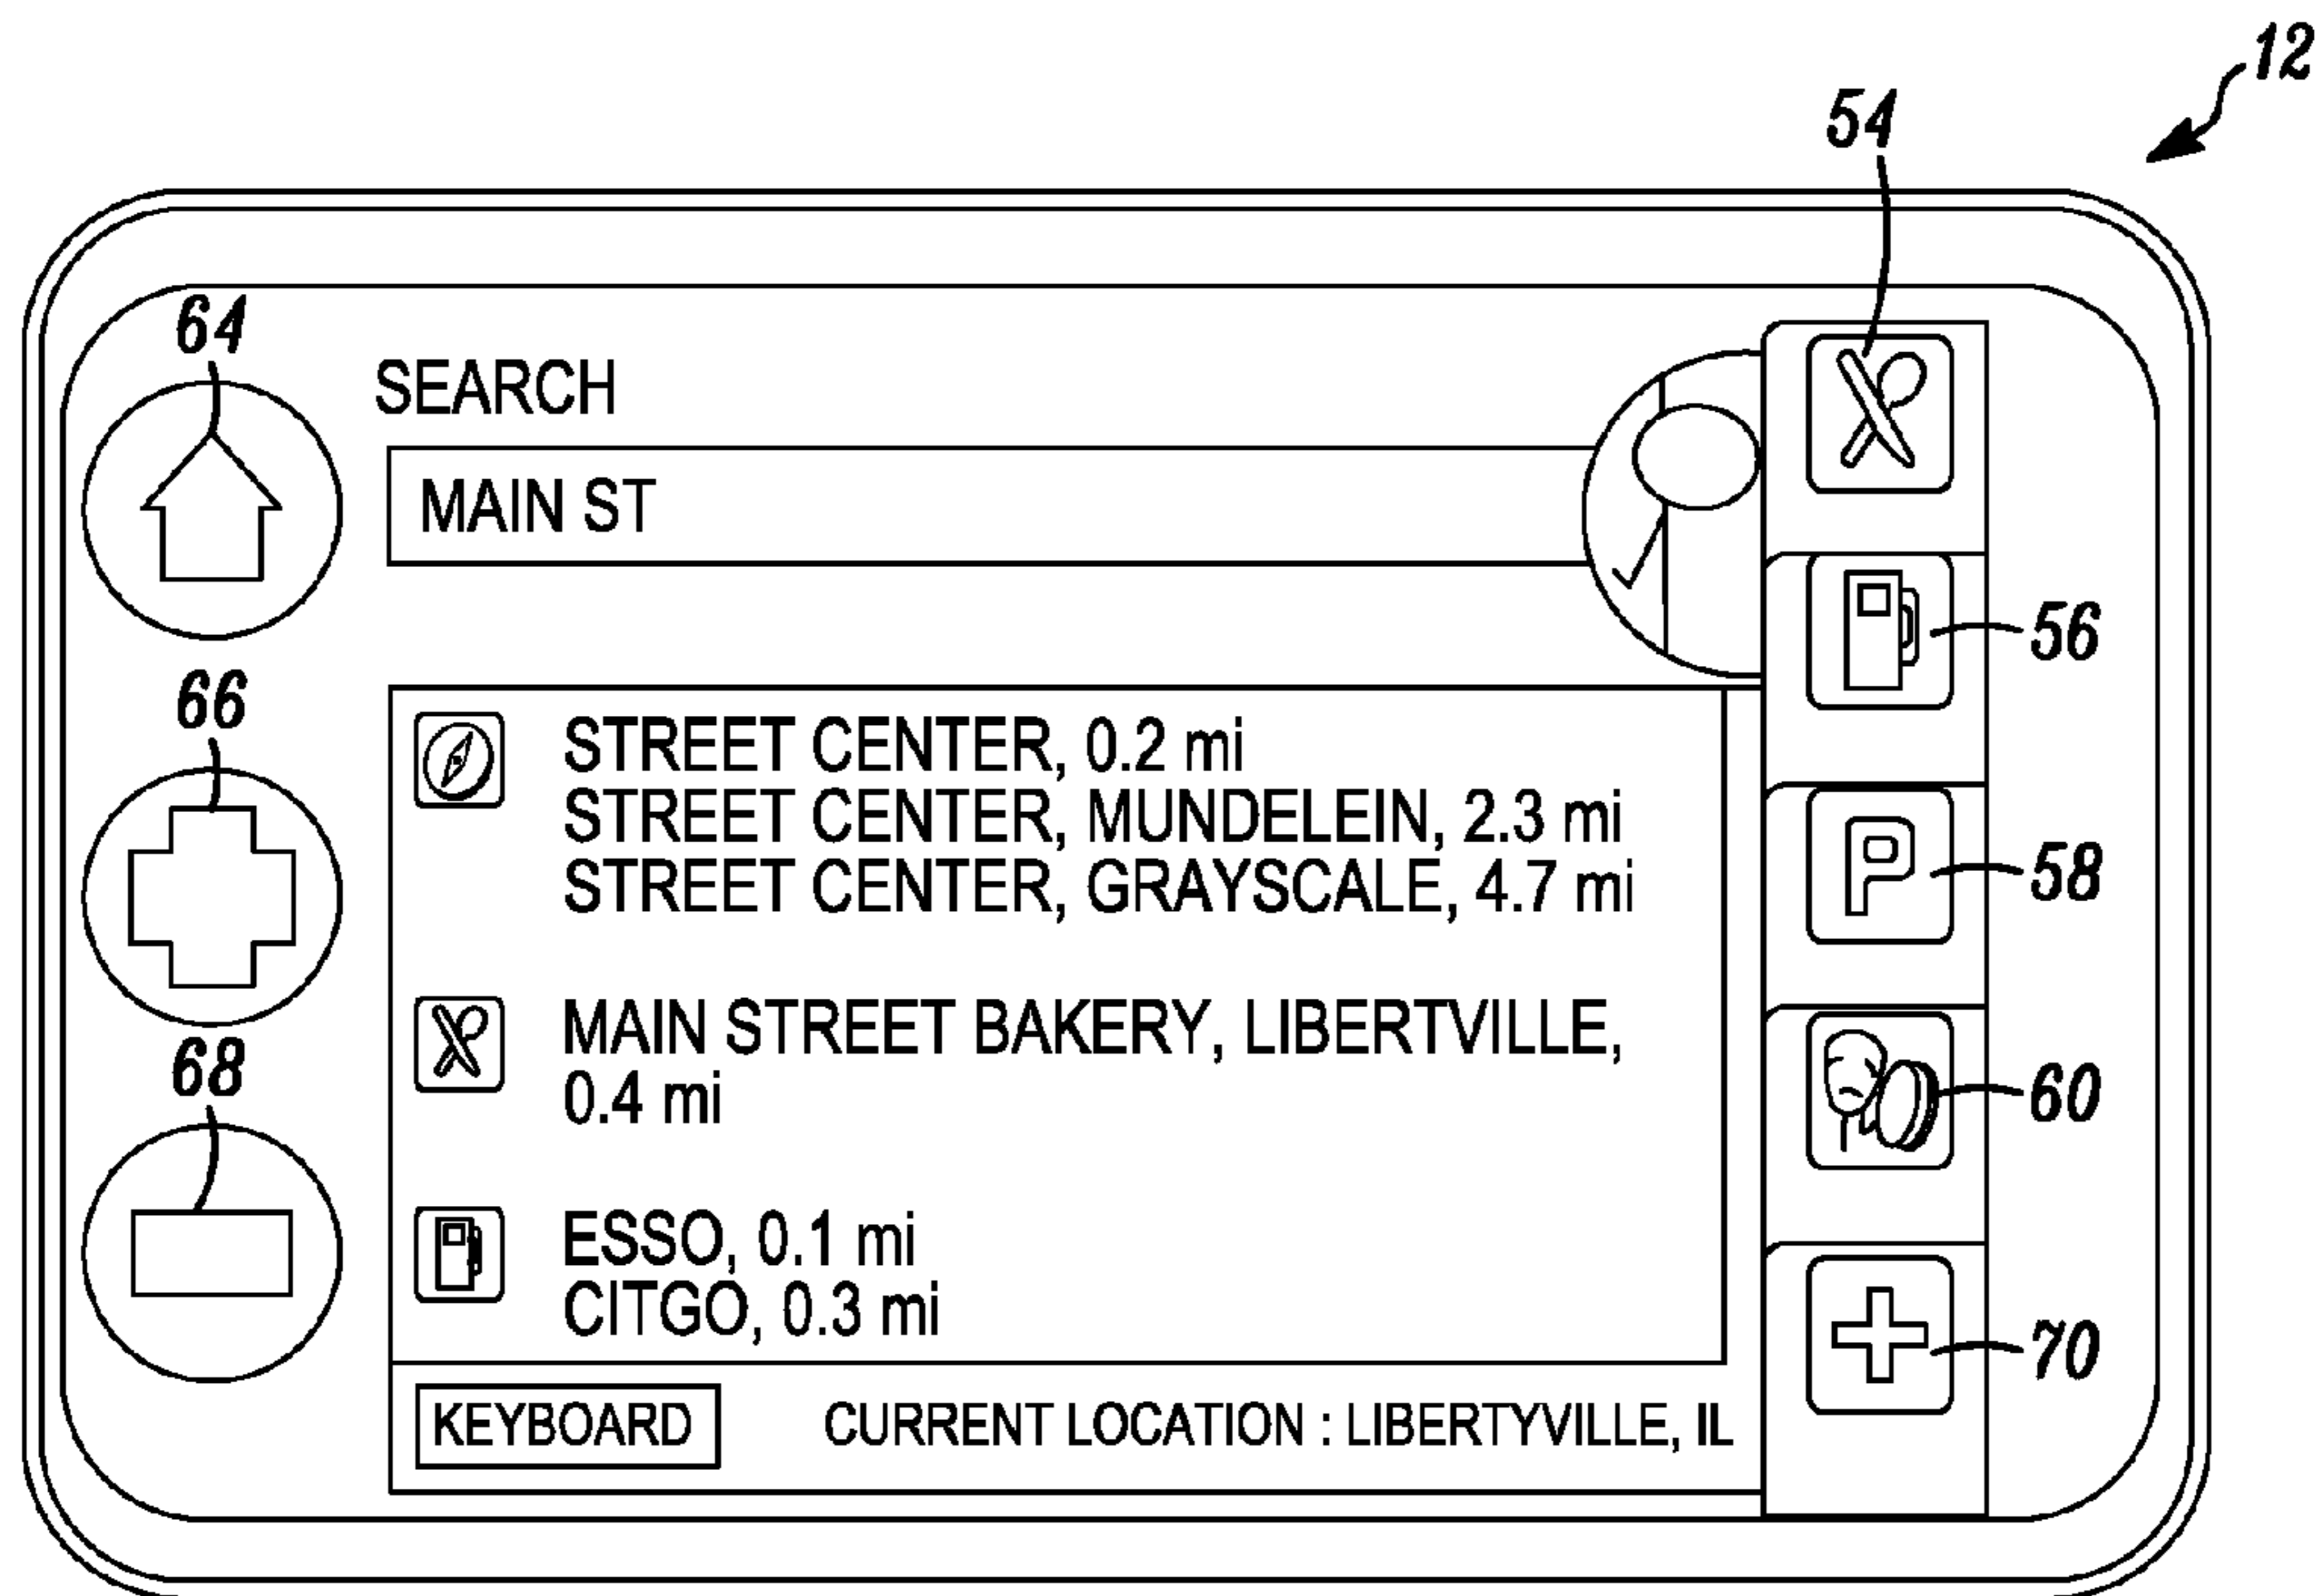 12
54
64
SEARCH
MAIN ST
56
66
STREET CENTER, 0.2 mi
STREET CENTER, MUNDELEIN, 2.3 mi
STREET CENTER, GRAYSCALE, 4.7 mi
P
58
MAIN STREET BAKERY, LIBERTVILLE,
0.4 mi
68
60
ESSO, 0.1 mi
CITGO, 0.3 mi
70
KEYBOARD
CURRENT LOCATION : LIBERTYVILLE, IL